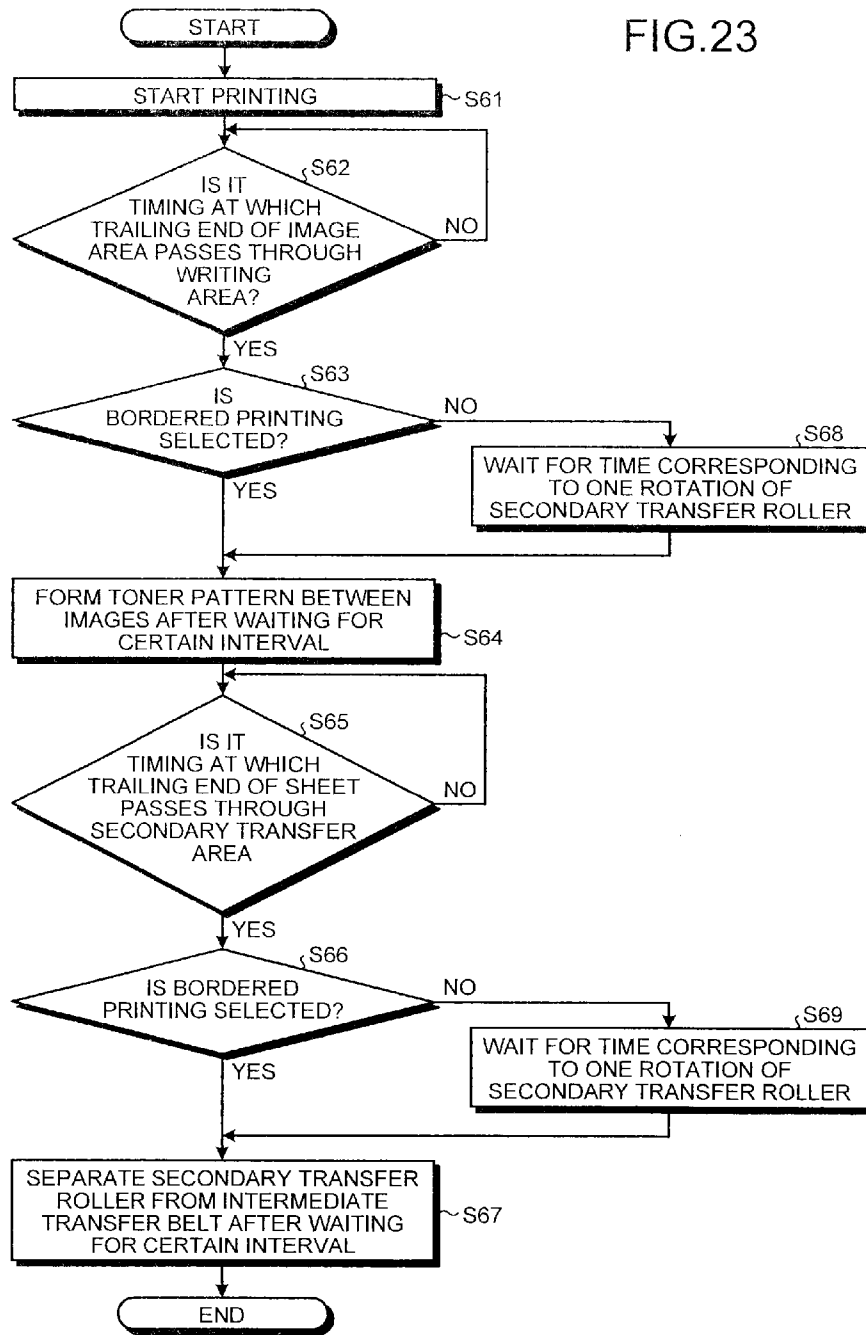 FIG.23
START
START PRINTING
S61
S62
IS IT
TIMING AT WHICH
TRAILING END OF IMAGE
AREA PASSES THROUGH
WRITING
AREA?
NO
YES
S63
IS
BORDERED PRINTING
SELECTED?
NO
YES
S68
WAIT FOR TIME CORRESPONDING
TO ONE ROTATION OF
SECONDARY TRANSFER ROLLER
FORM TONER PATTERN BETWEEN
IMAGES AFTER WAITING FOR
CERTAIN INTERVAL
S64
S65
IS IT
TIMING AT WHICH
TRAILING END OF SHEET
PASSES THROUGH
SECONDARY TRANSFER
AREA
NO
YES
S66
IS BORDERED
PRINTING SELECTED?
NO
YES
S69
WAIT FOR TIME CORRESPONDING
TO ONE ROTATION OF
SECONDARY TRANSFER ROLLER
SEPARATE SECONDARY TRANSFER
ROLLER FROM INTERMEDIATE
TRANSFER BELT AFTER WAITING
FOR CERTAIN INTERVAL
S67
END